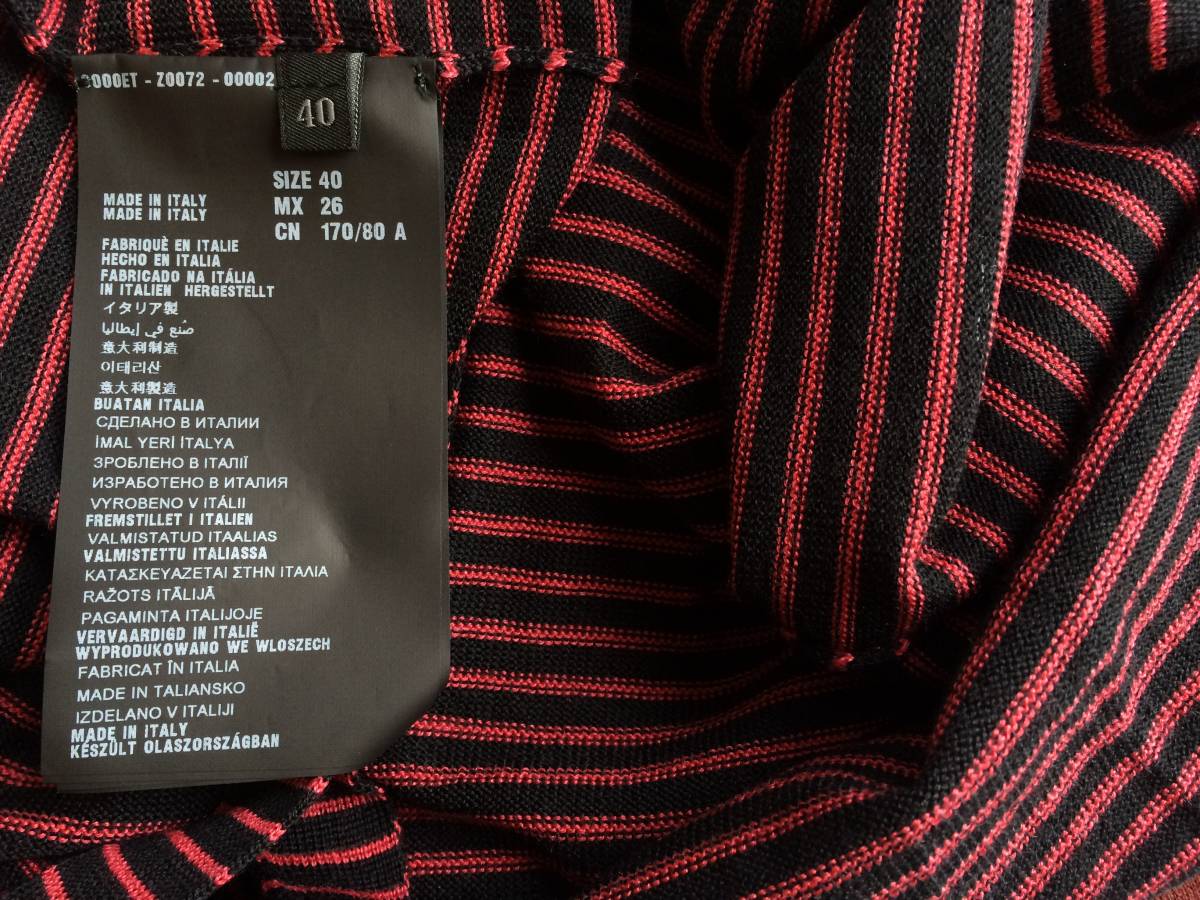 000ET - Z0072 - 00002
40
SIZE 40
MX 26
CN 170/80 A
MADE IN ITALY
MADE IN ITALY
FABRIQUÈ EN ITALIE
HECHO EN ITALIA
FABRICADO NA ITÁLIA
IN ITALIEN HERGESTELLT
イタリア製
صُنع في إيطاليا
意大利制造
이태리산
意大利製造
BUATAN ITALIA
СДЕЛАНО В ИТАЛИИ
İMAL YERİ İTALYA
ЗРОБЛЕНО В ІТАЛІЇ
ИЗРАБОТЕНО В ИТАЛИЯ
VYROBENO V ITÁLII
FREMSTILLET I ITALIEN
VALMISTATUD ITAALIAS
VALMISTETTU ITALIASSA
ΚΑΤΑΣΚΕΥΑΖΕΤΑΙ ΣΤΗΝ ΙΤΑΛΙΑ
RAŽOTS ITĀLIJĀ
PAGAMINTA ITALIJOJE
VERVAARDIGD IN ITALIË
WYPRODUKOWANO WE WLOSZECH
FABRICAT ÎN ITALIA
MADE IN TALIANSKO
IZDELANO V ITALIJI
MADE IN ITALY
KÉSZÜLT OLASZORSZÁGBAN